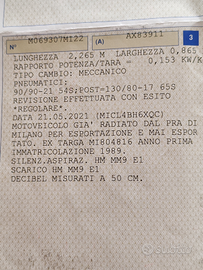 N° M069307M122 (A) AX83911 3
LUNGHEZZA 2,265 M LARGHEZZA 0,865
RAPPORTO POTENZA/TARA = 0,153 KW/K
TIPO CAMBIO: MECCANICO
PNEUMATICI:
90/90-21 54S;POST=130/80-17 65S
REVISIONE EFFETTUATA CON ESITO
*REGOLARE*.
DATA 21.05.2021 (MICL4BH6XQC)
MOTOVEICOLO GIA' RADIATO DAL PRA DI
MILANO PER ESPORTAZIONE E MAI ESPOR
TATO. EX TARGA MI804816 ANNO PRIMA
IMMATRICOLAZIONE 1989.
SILENZ.ASPIRAZ. HM MM9 E1
SCARICO HM MM9 E1
DECIBEL MISURATI A 50 CM.
subito